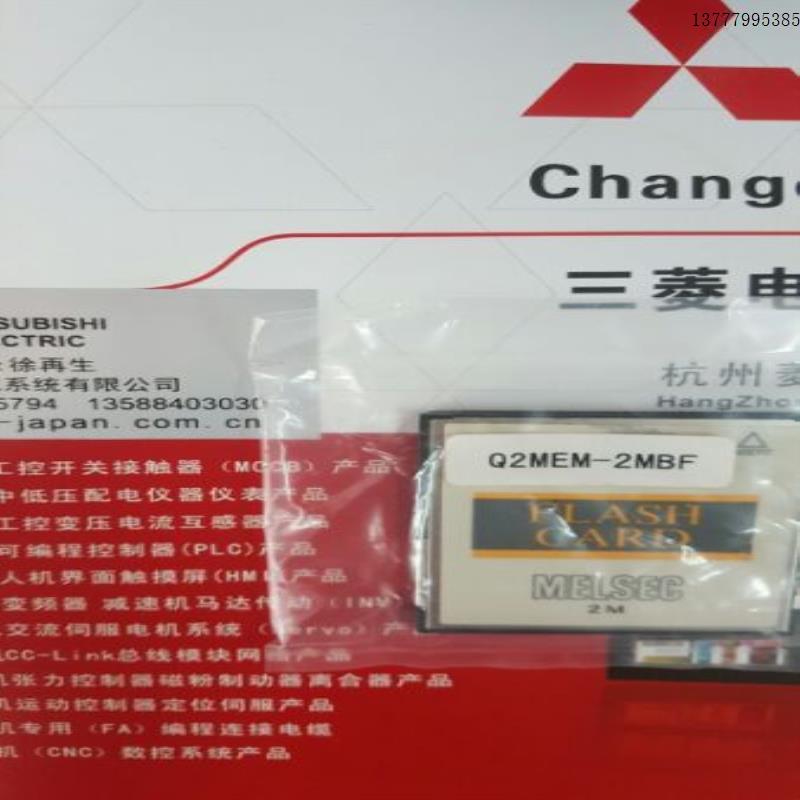 13777995385
Change
三菱电
杭州菱
HangZho
SUBISHI
CTRIC
徐再生
系统有限公司
5794 13588403030
-japan.com.cn
Q2MEM-2MBF
FLASH
CARD
MELSEC
2M
工控开关接触器 (MCCB) 产品
中低压配电仪器仪表产品
工控变压电流互感器产品
可编程控制器(PLC)产品
人机界面触摸屏(HMI)产品
变频器 减速机马达传动 (INV
交流伺服电机系统 (Servo) 产
CC-Link总线模块网 产品
张力控制器磁粉制动器离合器产品
机运动控制器定位伺服产品
机专用 (FA) 编程连接电缆
机 (CNC) 数控系统产品